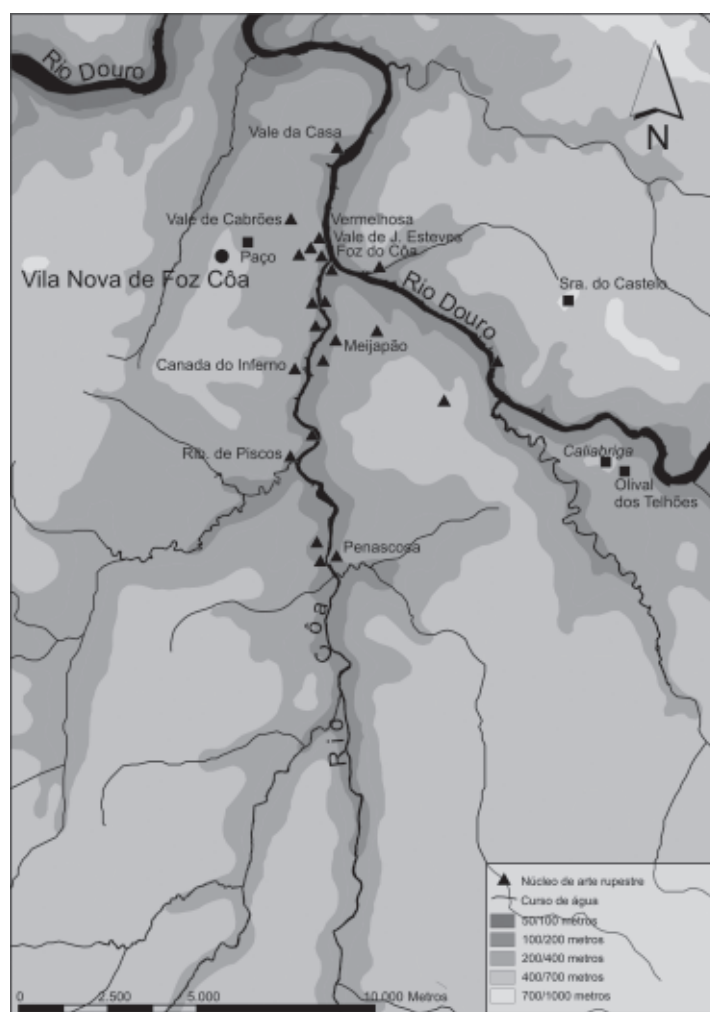 Rio Douro
N
Vale da Casa
Vale de Cabrões
Vermelhosa
Vale de J. Esteves
Paço
Foz do Côa
Vila Nova de Foz Côa
Rio Douro
Sra. do Castelo
Meijapão
Canada do Inferno
Rib. de Piscos
Caliabriga
Olival
dos Telhões
Penascosa
Rio Côa
Núcleo de arte rupestre
Curso de água
50/100 metros
100/200 metros
200/400 metros
400/700 metros
700/1000 metros
0 2.500 5.000 10.000 Metros